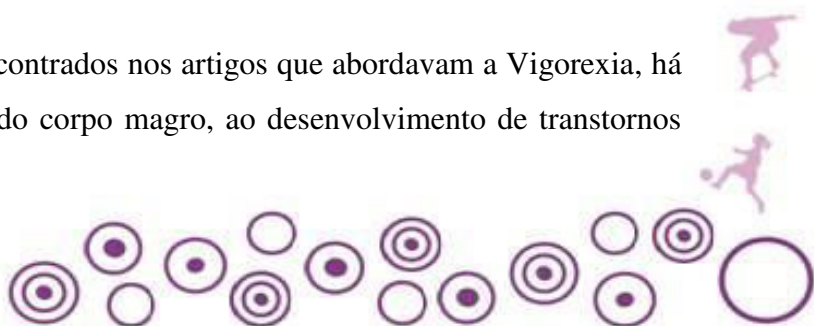 contrados nos artigos que abordavam a Vigorexia, há
do corpo magro, ao desenvolvimento de transtornos